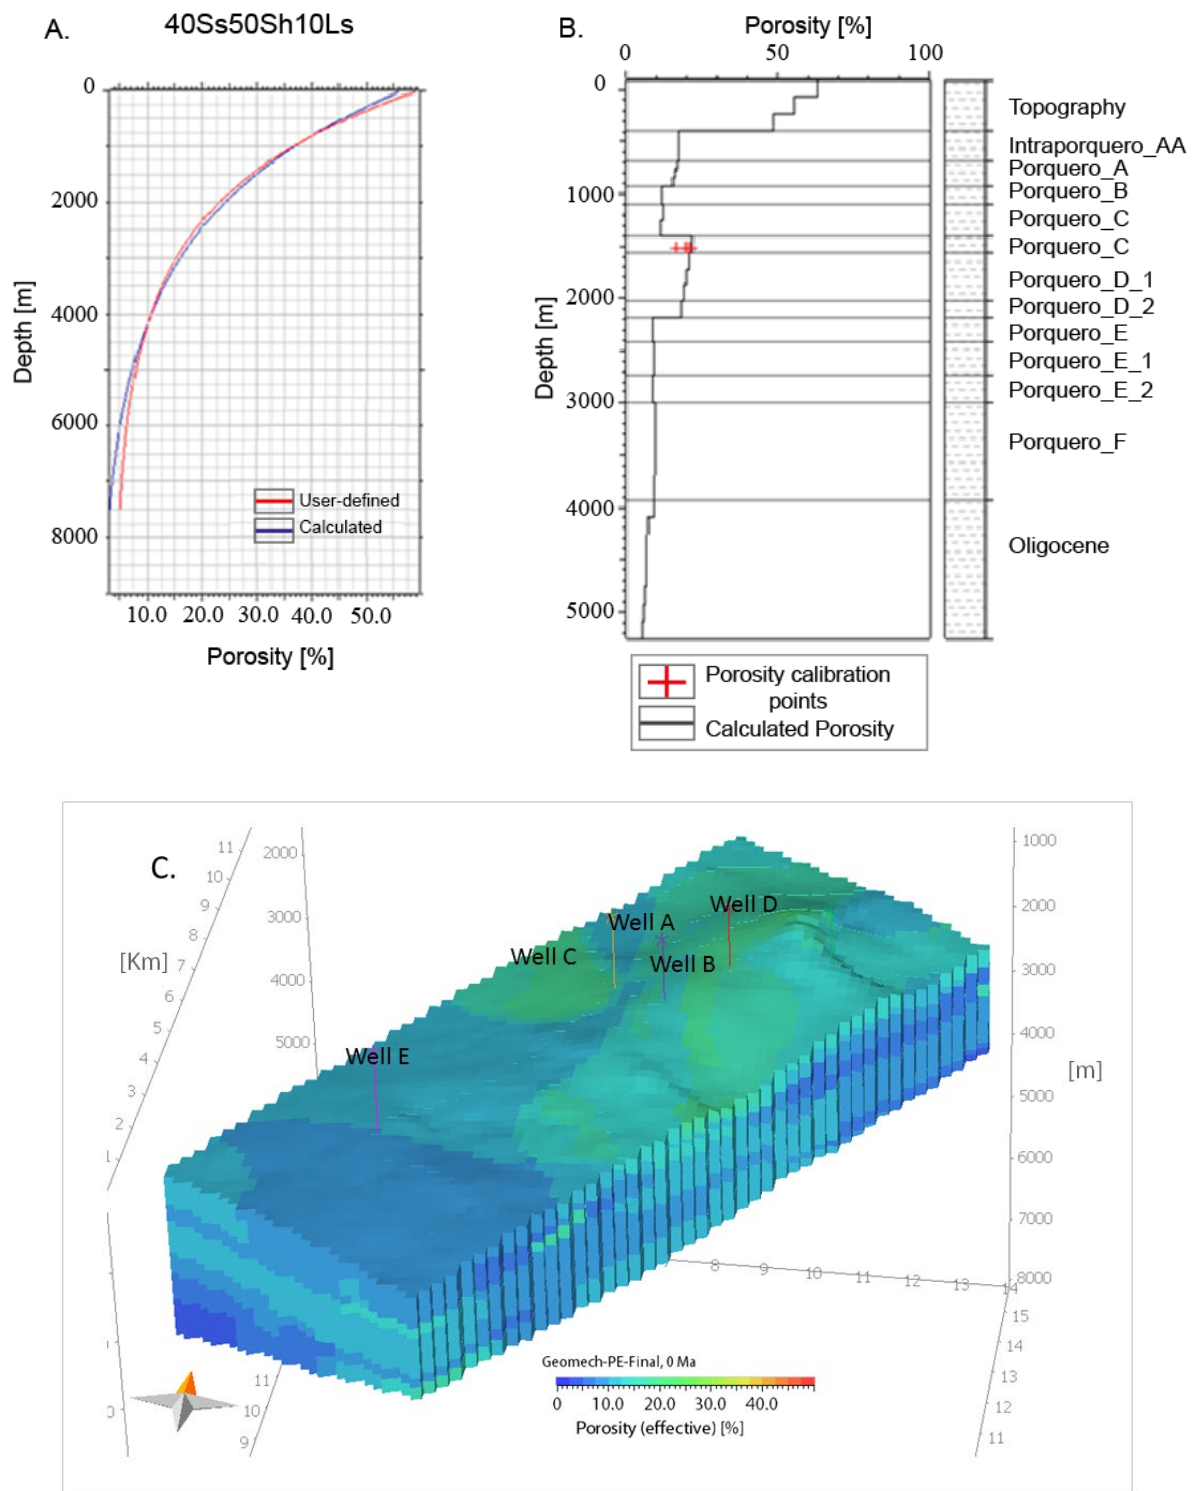 A.
40Ss50Sh10Ls
0
2000
4000
6000
8000
Depth [m]
10.0 20.0 30.0 40.0 50.0
Porosity [%]
User-defined
Calculated
B.
Porosity [%]
0 50 100
0
1000
2000
3000
4000
5000
Depth [m]
Topography
Intraporquero_AA
Porquero_A
Porquero_B
Porquero_C
Porquero_C
Porquero_D_1
Porquero_D_2
Porquero_E
Porquero_E_1
Porquero_E_2
Porquero_F
Oligocene
Porosity calibration
points
Calculated Porosity
C.
11
10
9
8
7
6
5
4
3
2
1
[Km]
2000
3000
4000
5000
Well A
Well D
Well C
Well B
Well E
1000
2000
3000
4000
5000
6000
7000
8000
[m]
8 9 10 11 12 13 14
15
14
13
12
11
11
10
9
Geomech-PE-Final, 0 Ma
0 10.0 20.0 30.0 40.0
Porosity (effective) [%]